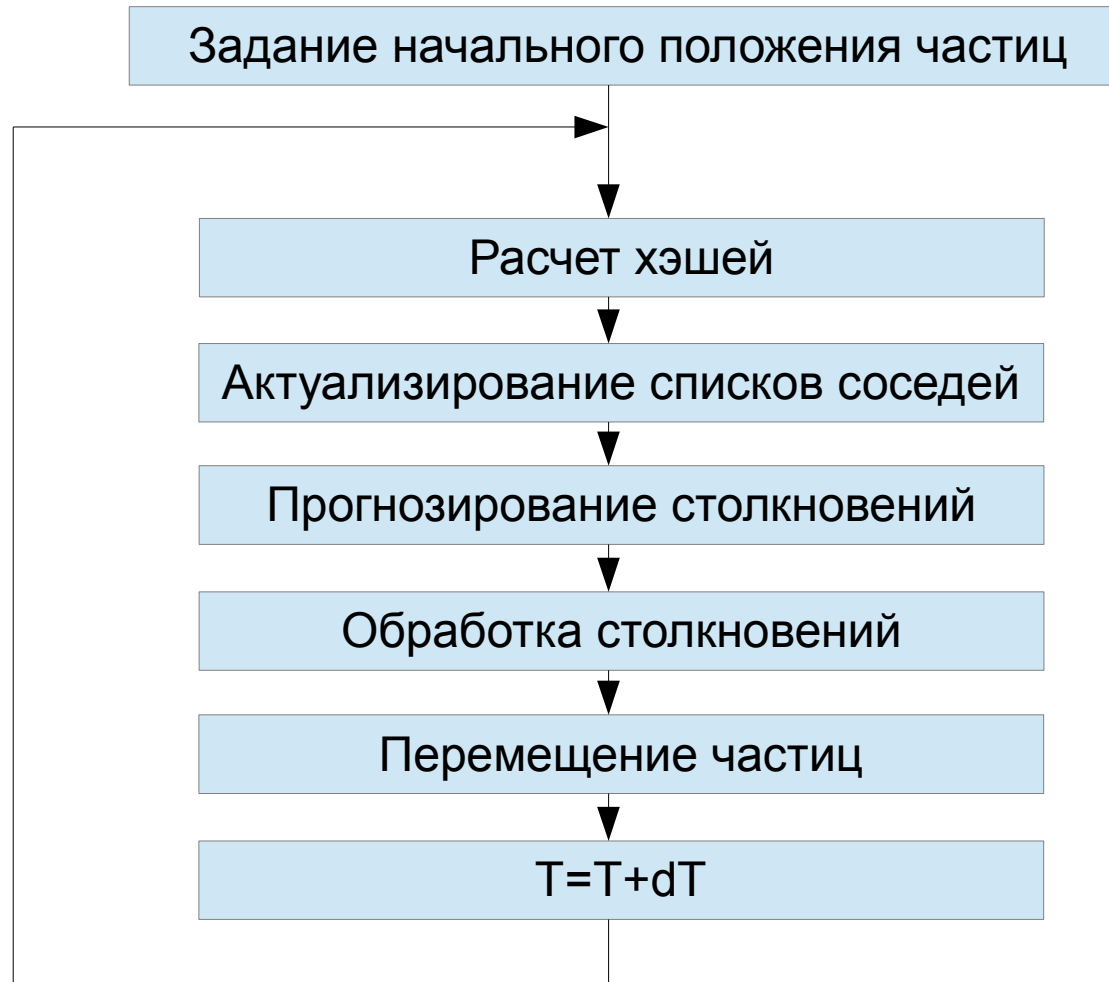 Задание начального положения частиц
Расчет хэшей
Актуализирование списков соседей
Прогнозирование столкновений
Обработка столкновений
Перемещение частиц
T=T+dT